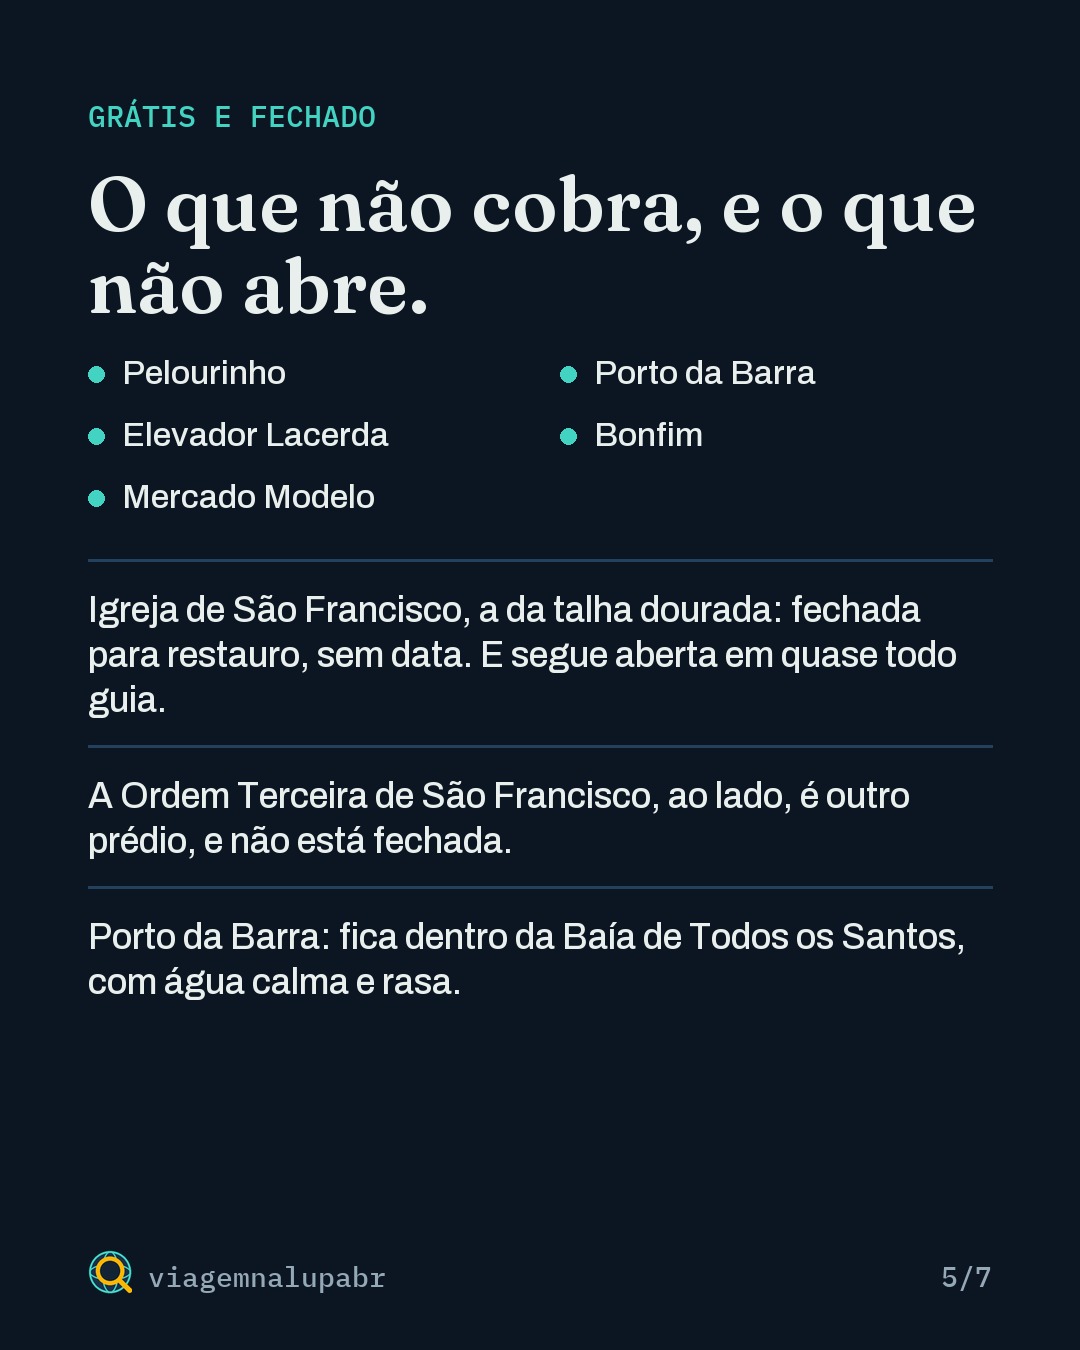 GRÁTIS E FECHADO
O que não cobra, e o que
não abre.
Pelourinho
Elevador Lacerda
Mercado Modelo
Porto da Barra
Bonfim
Igreja de São Francisco, a da talha dourada: fechada
para restauro, sem data. E segue aberta em quase todo
guia.
A Ordem Terceira de São Francisco, ao lado, é outro
prédio, e não está fechada.
Porto da Barra: fica dentro da Baía de Todos os Santos,
com água calma e rasa.
viagemnalupabr
5/7